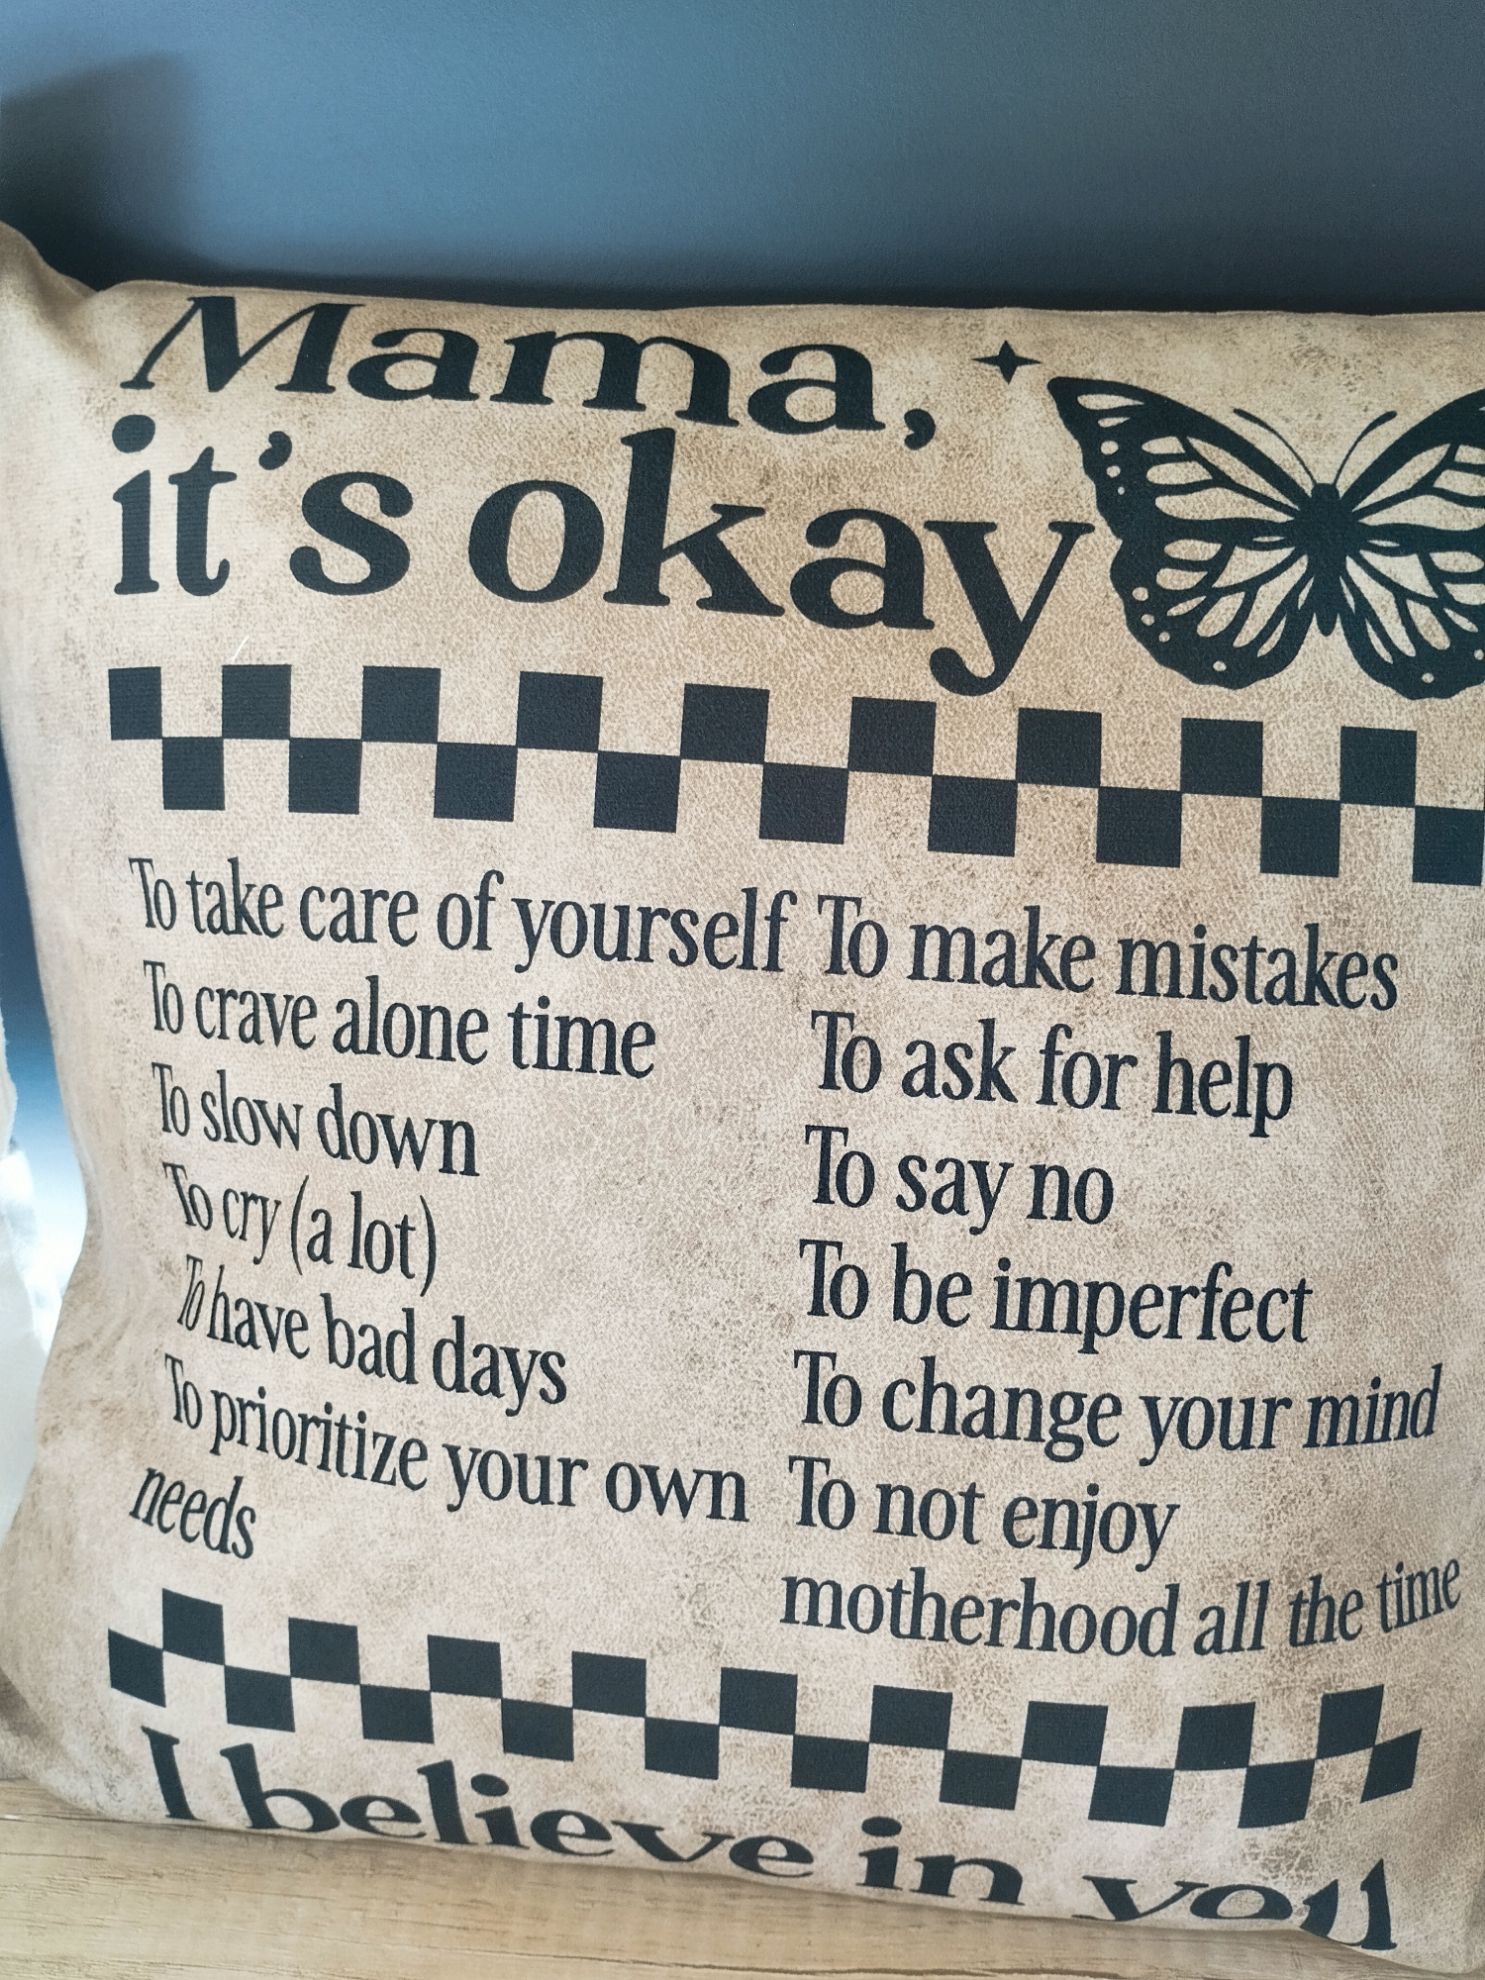 Mama,
it's okay
To take care of yourself
To crave alone time
To slow down
To cry (a lot)
To have bad days
To prioritize your own
needs
To make mistakes
To ask for help
To say no
To be imperfect
To change your mind
To not enjoy
motherhood all the time
I believe in you